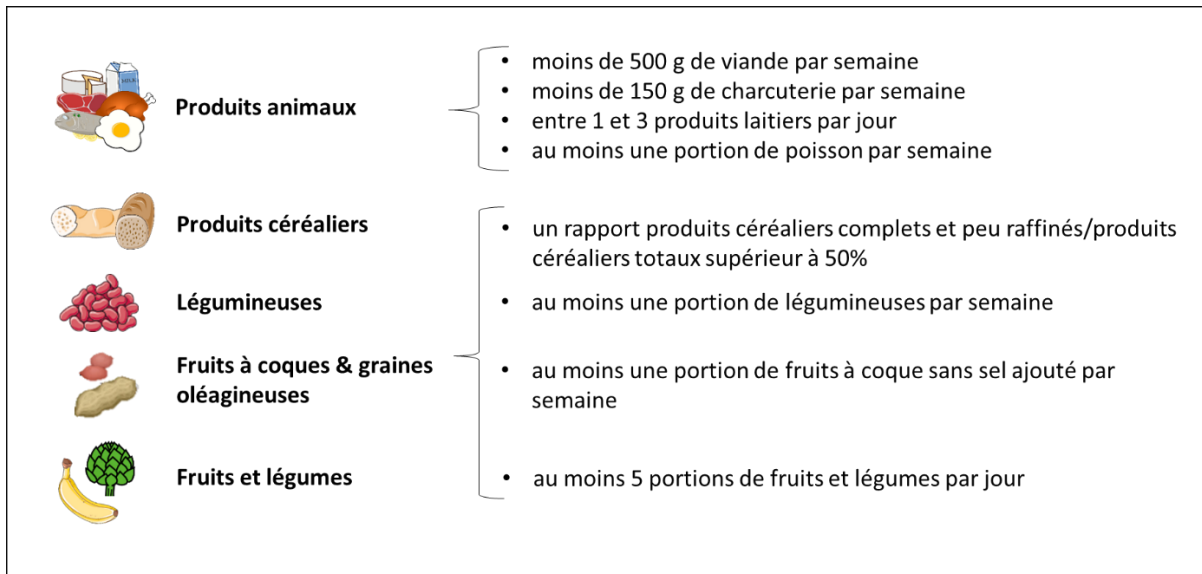 Produits animaux
• moins de 500 g de viande par semaine
• moins de 150 g de charcuterie par semaine
• entre 1 et 3 produits laitiers par jour
• au moins une portion de poisson par semaine
Produits céréaliers
• un rapport produits céréaliers complets et peu raffinés/produits
céréaliers totaux supérieur à 50%
Légumineuses
• au moins une portion de légumineuses par semaine
Fruits à coques & graines
oléagineuses
• au moins une portion de fruits à coque sans sel ajouté par
semaine
Fruits et légumes
• au moins 5 portions de fruits et légumes par jour